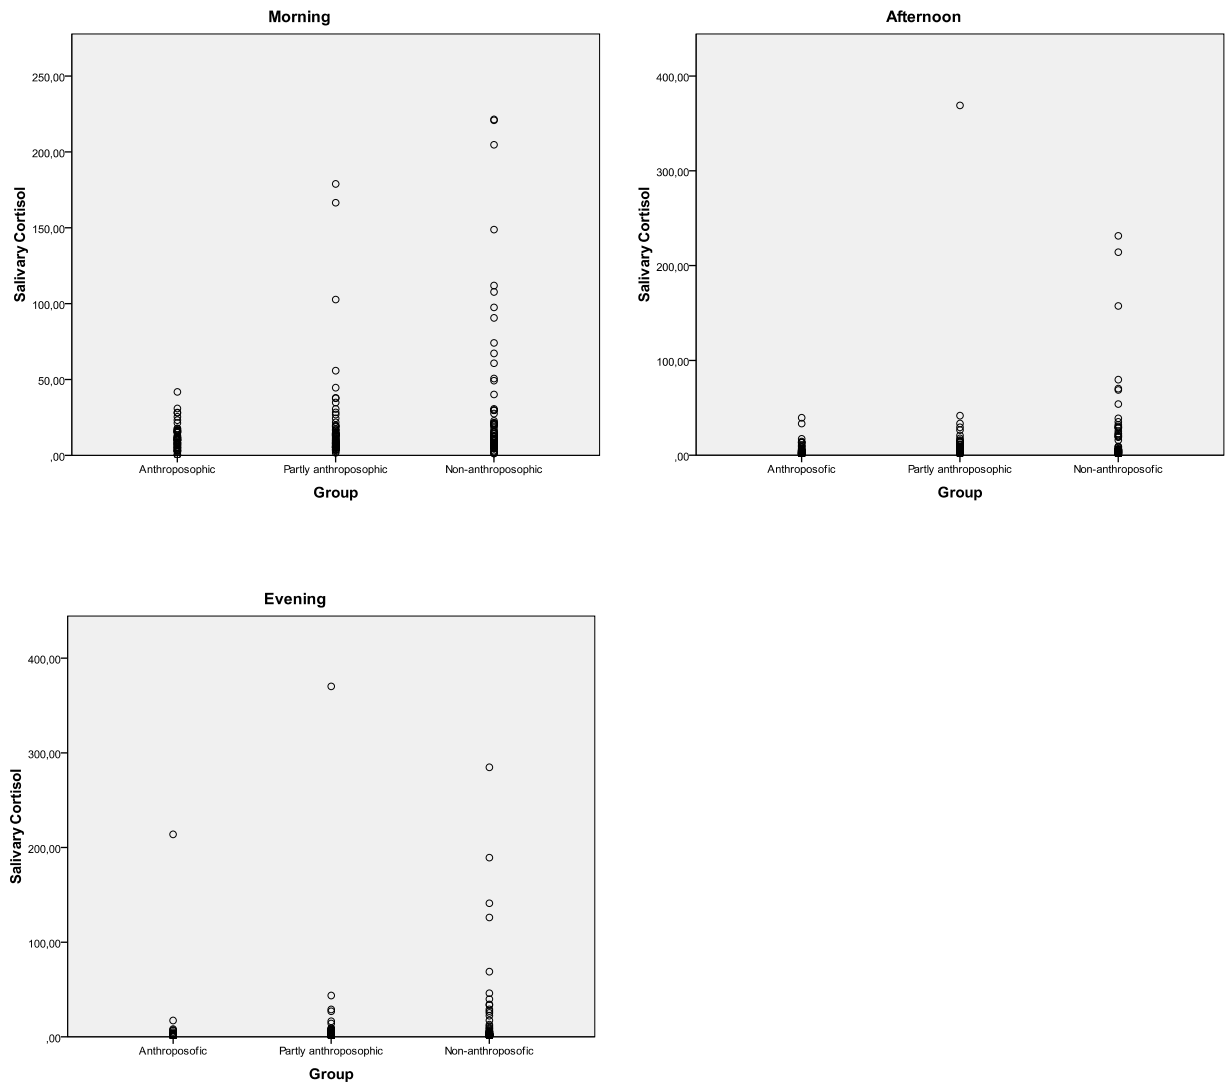 Morning
Salivary Cortisol
250,00
200,00
150,00
100,00
50,00
,00
Anthroposophic Partly anthroposophic Non-anthroposophic
Group
Afternoon
Salivary Cortisol
400,00
300,00
200,00
100,00
,00
Anthroposofic Partly anthroposophic Non-anthroposofic
Group
Evening
Salivary Cortisol
400,00
300,00
200,00
100,00
,00
Anthroposofic Partly anthroposophic Non-anthroposofic
Group